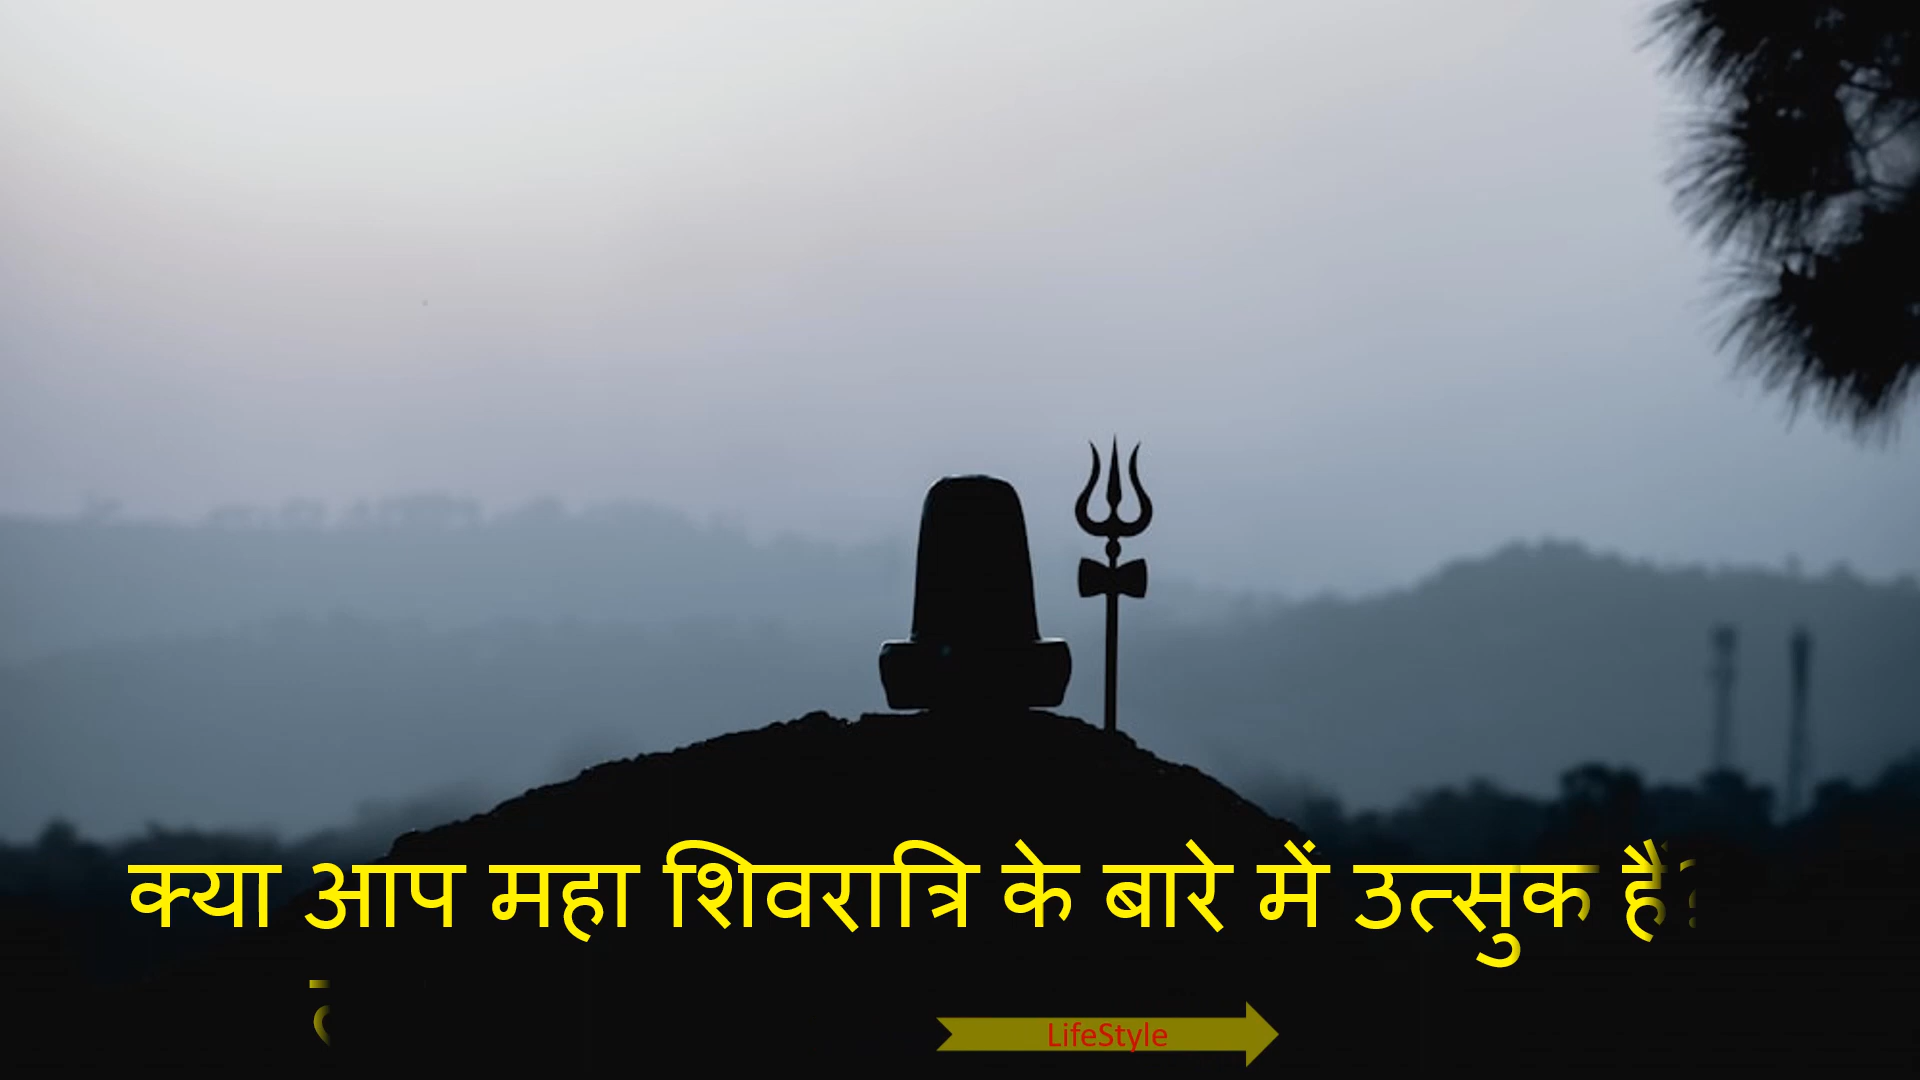 क्या आप महा शिवरात्रि के बारे में उत्सुक हैं?
LifeStyle